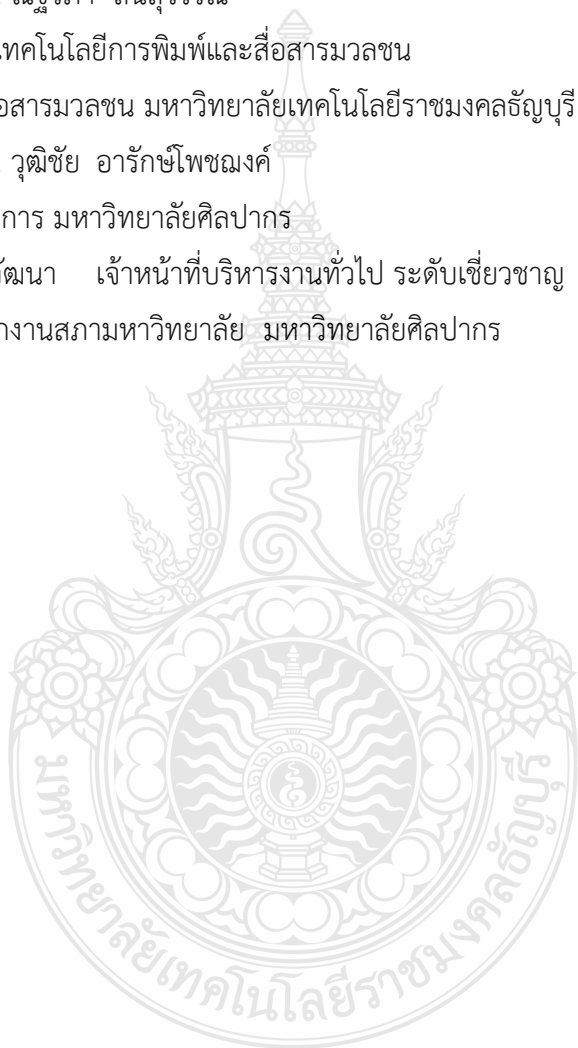 เทคโนโลยีการพิมพ์และสื่อสารมวลชน
อสารมวลชน มหาวิทยาลัยเทคโนโลยีราชมงคลธัญบุรี
วุฒิชัย อารักษ์โพชฌงค์
การ มหาวิทยาลัยศิลปากร
วัฒนา เจ้าหน้าที่บริหารงานทั่วไป ระดับเชี่ยวชาญ
กงานสภามหาวิทยาลัย มหาวิทยาลัยศิลปากร
มหาวิทยาลัยเทคโนโลยีราชมงคลธัญบุรี